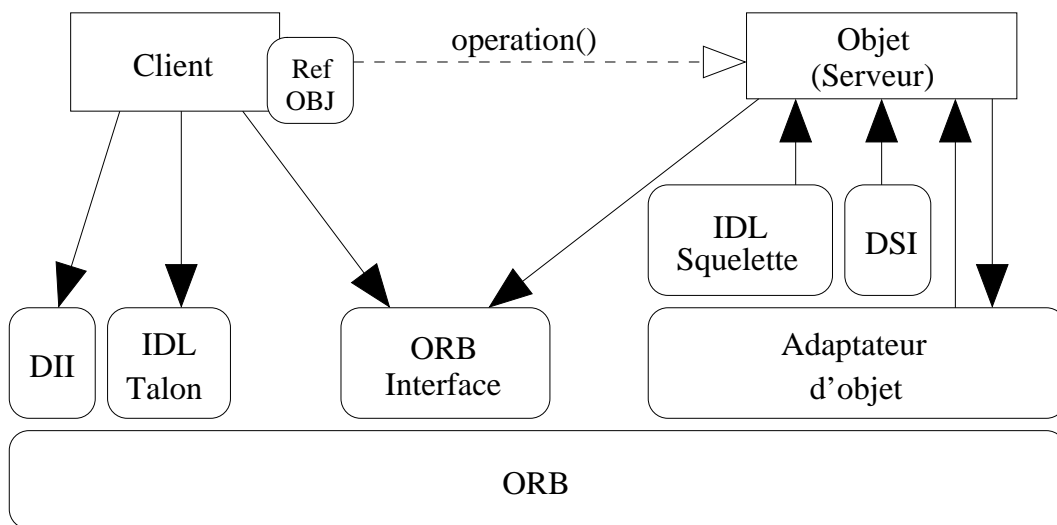 Client
Ref
OBJ
operation()
Objet
(Serveur)
IDL
Squelette
DSI
DII
IDL
Talon
ORB
Interface
Adaptateur
d'objet
ORB